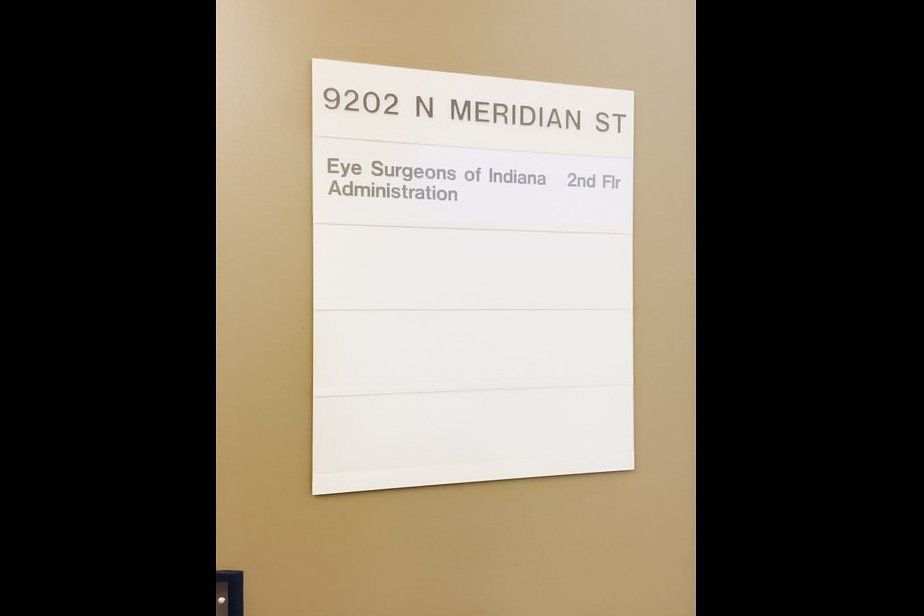 9202 N MERIDIAN ST
Eye Surgeons of Indiana 2nd Flr
Administration